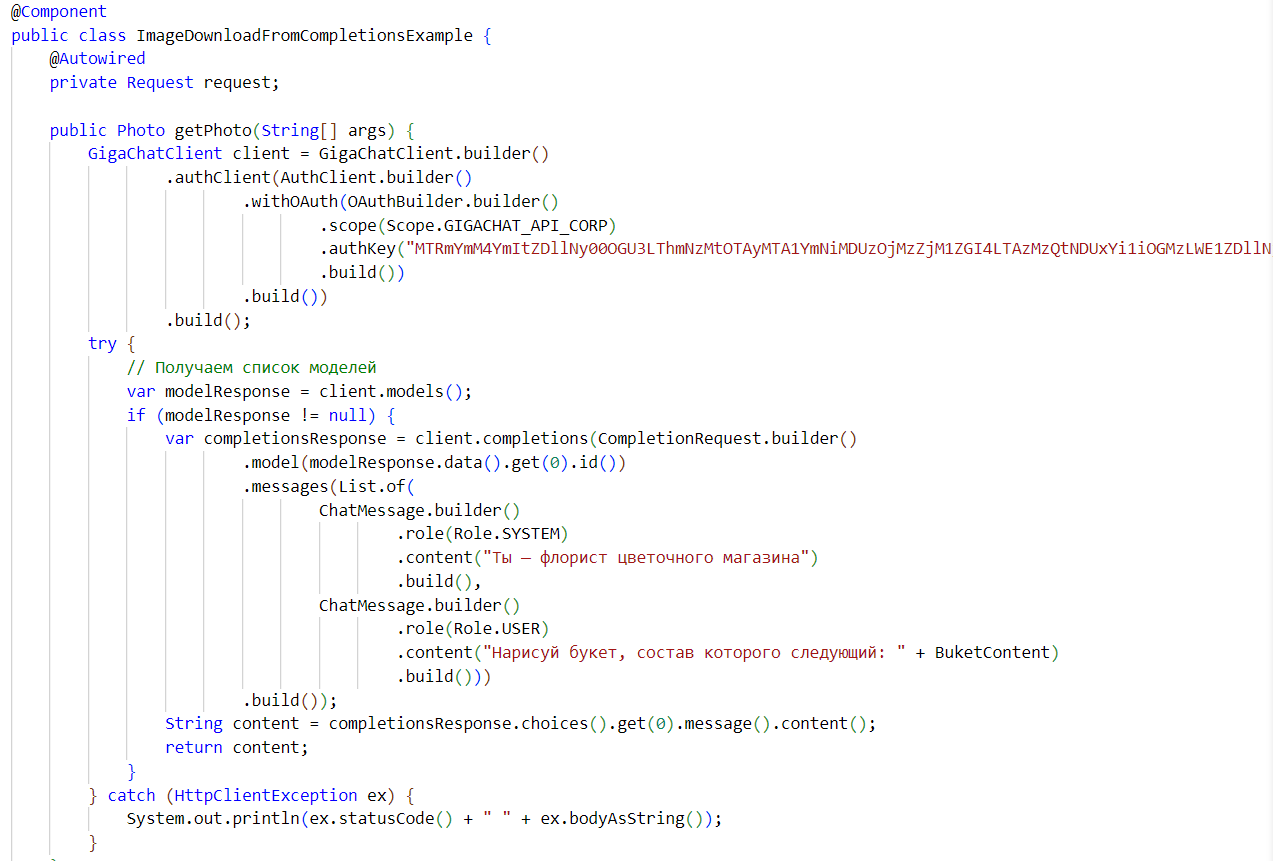 @Component
public class ImageDownloadFromCompletionsExample {
@Autowired
private Request request;
public Photo getPhoto(String[] args) {
GigaChatClient client = GigaChatClient.builder()
.authClient(AuthClient.builder()
.withOAuth(OAuthBuilder.builder()
.scope(Scope.GIGACHAT_API_CORP)
.authKey("MTRmYmM4YmItZDllNy00OGU3LThmNzMtOTAyMTA1YmNiMDUzOjMzZjM1ZGI4LTAzMzQtNDUxYi1iOGMzLWE1ZDllN
.build())
.build())
.build();
try {
// Получаем список моделей
var modelResponse = client.models();
if (modelResponse != null) {
var completionsResponse = client.completions(CompletionRequest.builder()
.model(modelResponse.data().get(0).id())
.messages(List.of(
ChatMessage.builder()
.role(Role.SYSTEM)
.content("Ты — флорист цветочного магазина")
.build(),
ChatMessage.builder()
.role(Role.USER)
.content("Нарисуй букет, состав которого следующий: " + BuketContent)
.build()))
.build());
String content = completionsResponse.choices().get(0).message().content();
return content;
}
} catch (HttpClientException ex) {
System.out.println(ex.statusCode() + " " + ex.bodyAsString());
}